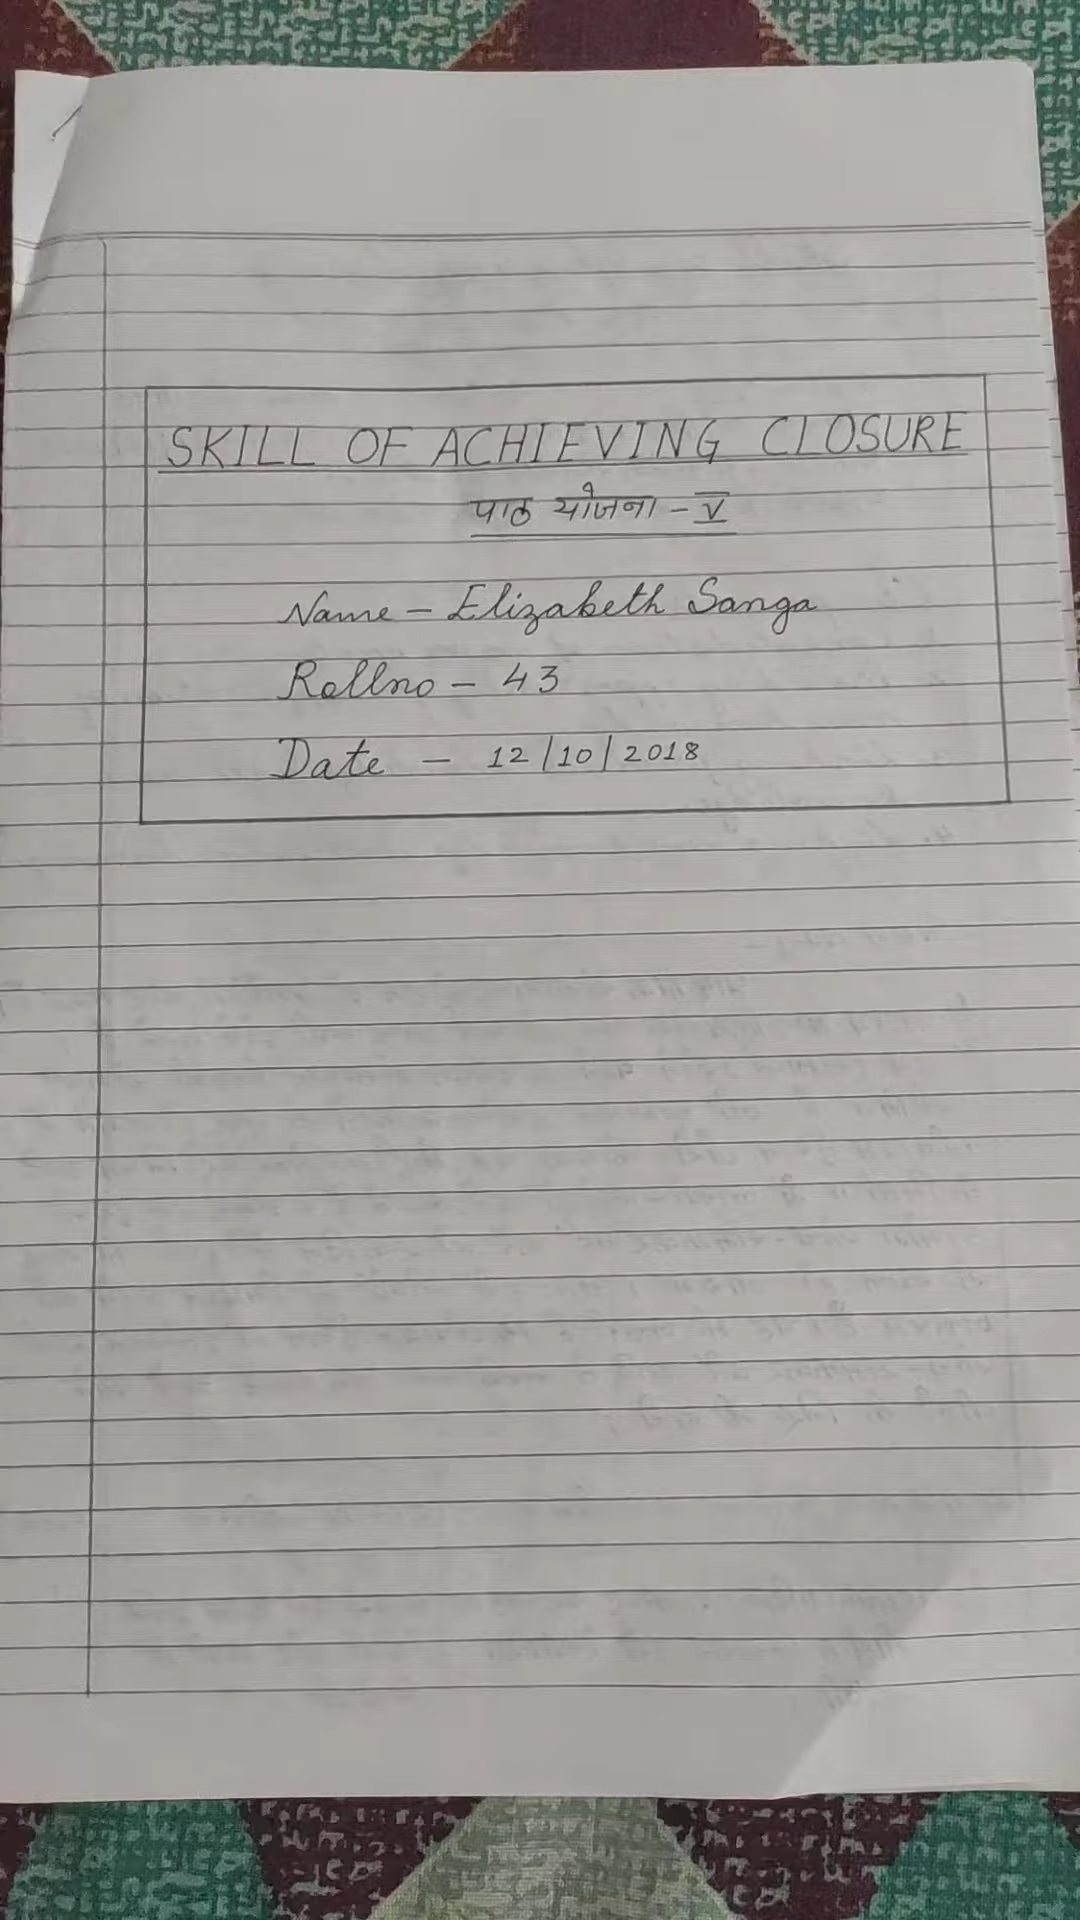 SKILL OF ACHIEVING CLOSURE
पाठ योजना - V
Name - Elizabeth Sanga
Rollno - 43
Date - 12/10/2018